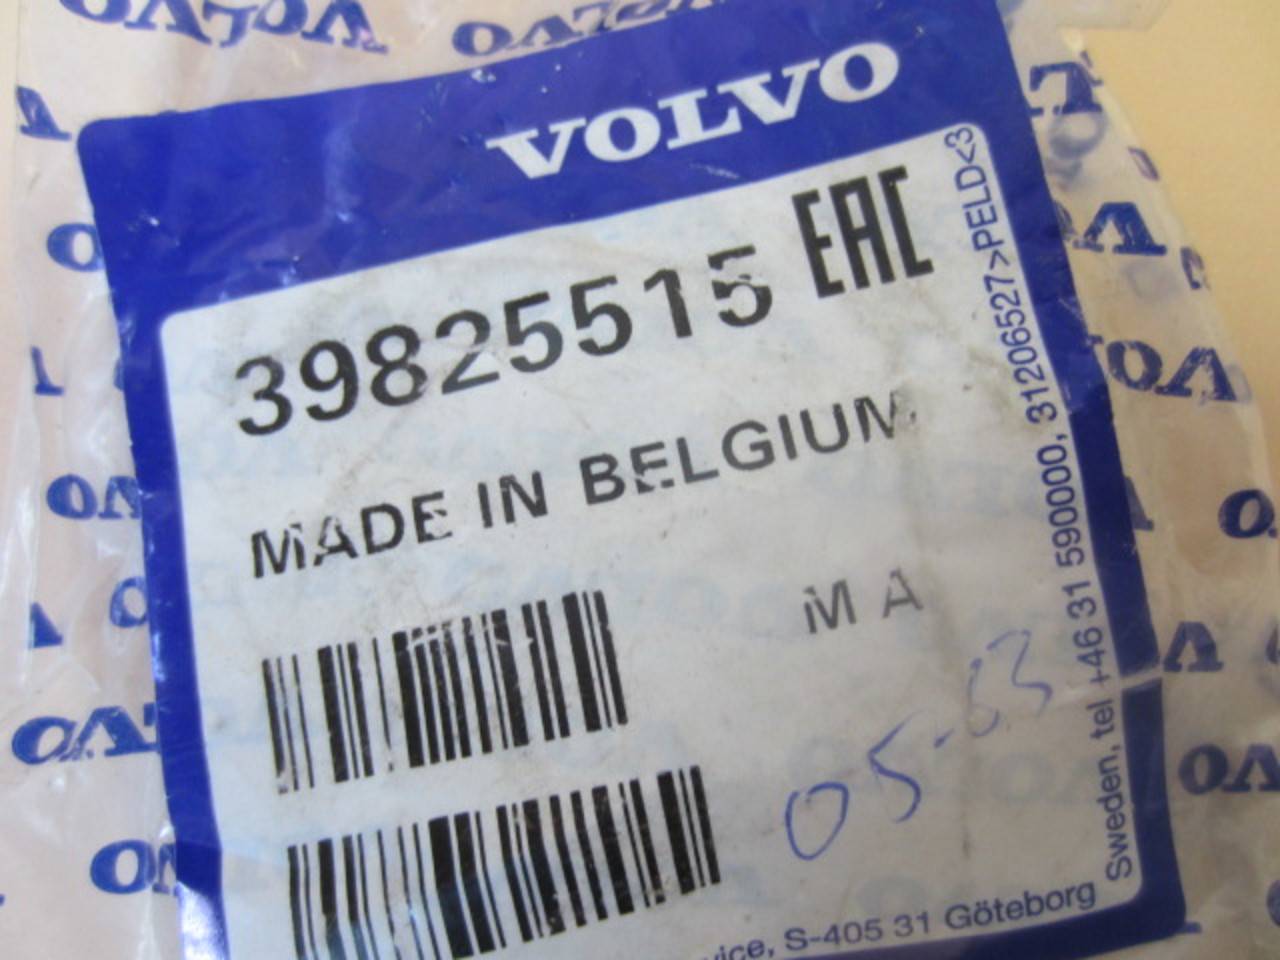 VOLVO
39825515 EAC
MADE IN BELGIUM
M A
05-
vice, S-405 31 Göteborg
Sweden, tel +46 31 590000, 31206527>PELD<3